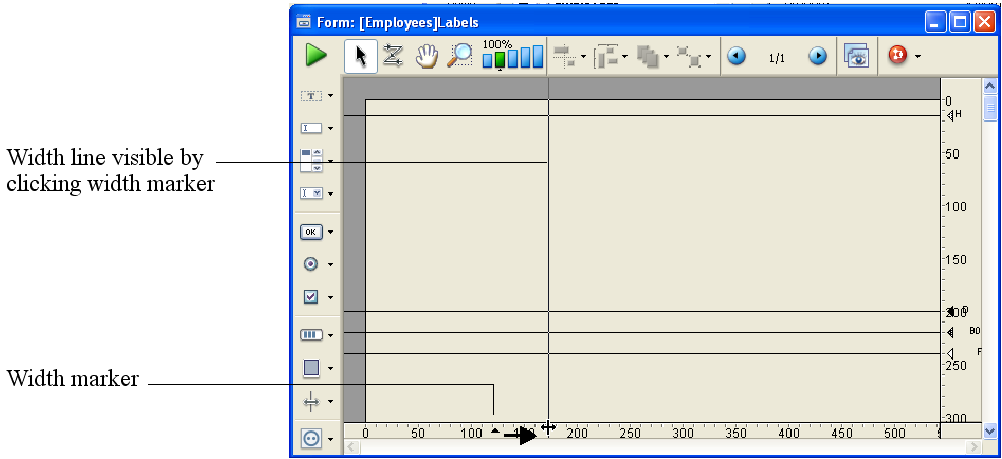 Form: [Employees]Labels
100%
1/1
T
I
I
OK
Width line visible by
clicking width marker
Width marker
0
H
50
100
150
200
D
B0
F
250
300
0 50 100 150 200 250 300 350 400 450 500